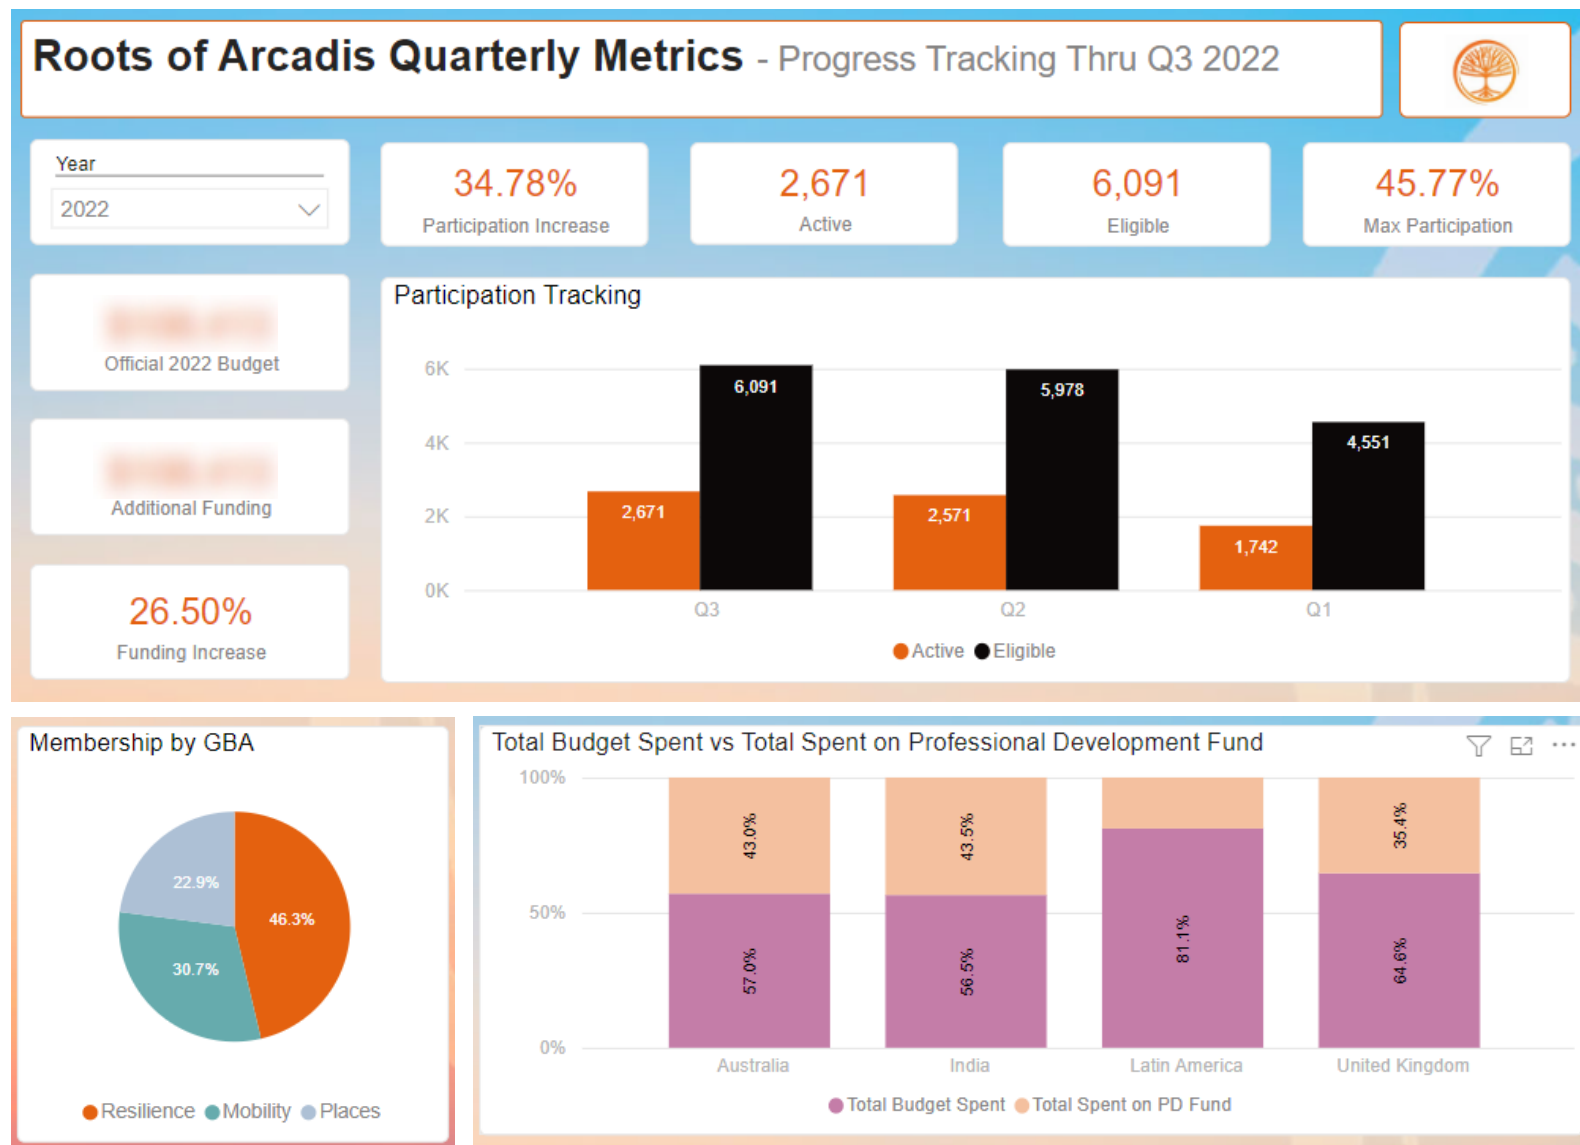 Roots of Arcadis Quarterly Metrics - Progress Tracking Thru Q3 2022
Year
2022
34.78%
Participation Increase
2,671
Active
6,091
Eligible
45.77%
Max Participation
Official 2022 Budget
Additional Funding
26.50%
Funding Increase
Participation Tracking
6K
4K
2K
0K
6,091
2,671
5,978
2,571
4,551
1,742
Q3
Q2
Q1
Active Eligible
Membership by GBA
22.9%
46.3%
30.7%
Resilience Mobility Places
Total Budget Spent vs Total Spent on Professional Development Fund
100%
50%
0%
43.0%
57.0%
43.5%
56.5%
81.1%
35.4%
64.6%
Australia
India
Latin America
United Kingdom
Total Budget Spent Total Spent on PD Fund